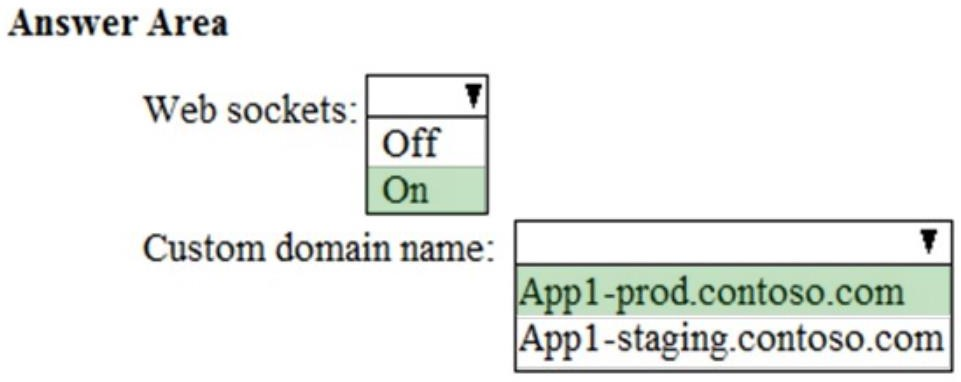 Answer Area
Web sockets:
Off
On
Custom domain name:
App1-prod.contoso.com
App1-staging.contoso.com